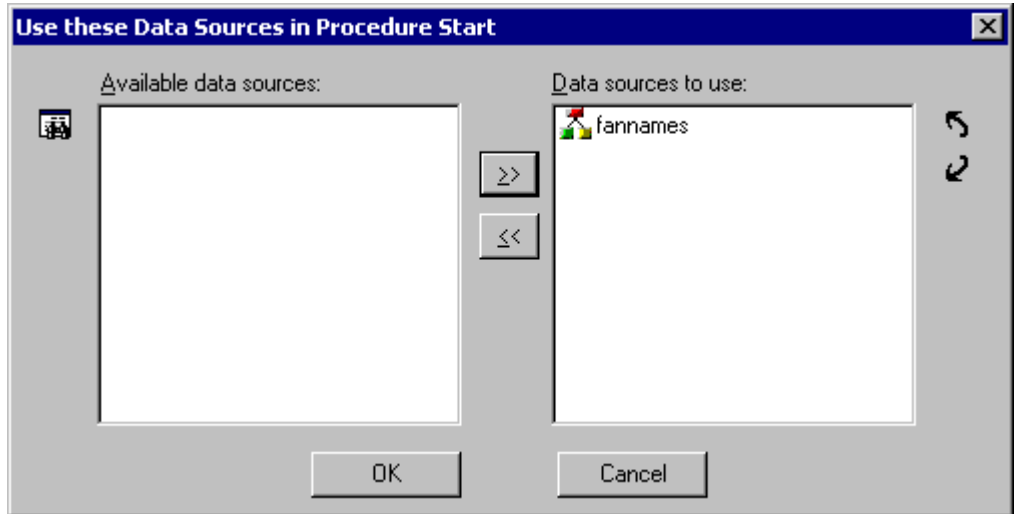 Use these Data Sources in Procedure Start
Available data sources:
Data sources to use:
fannames
>>
<<
OK
Cancel